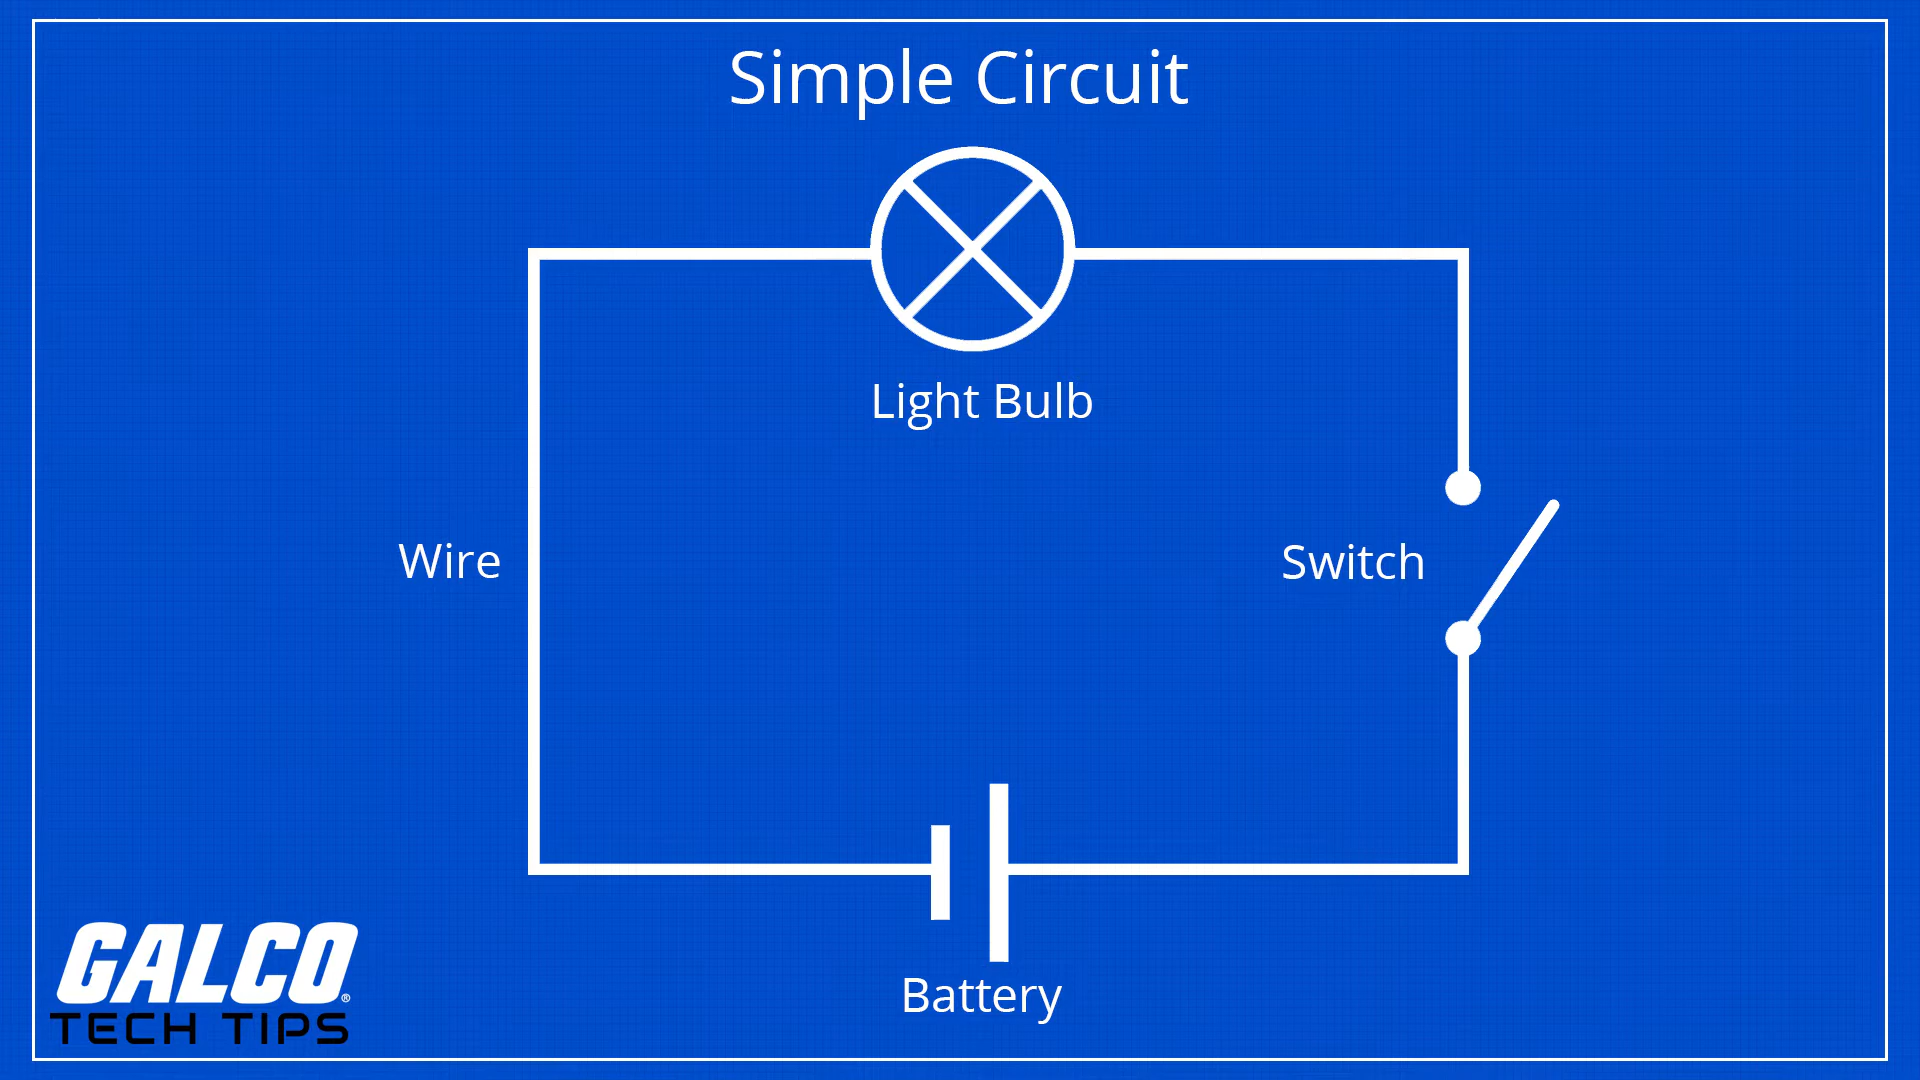 Simple Circuit
Light Bulb
Wire
Switch
Battery
GALCO®
TECH TIPS